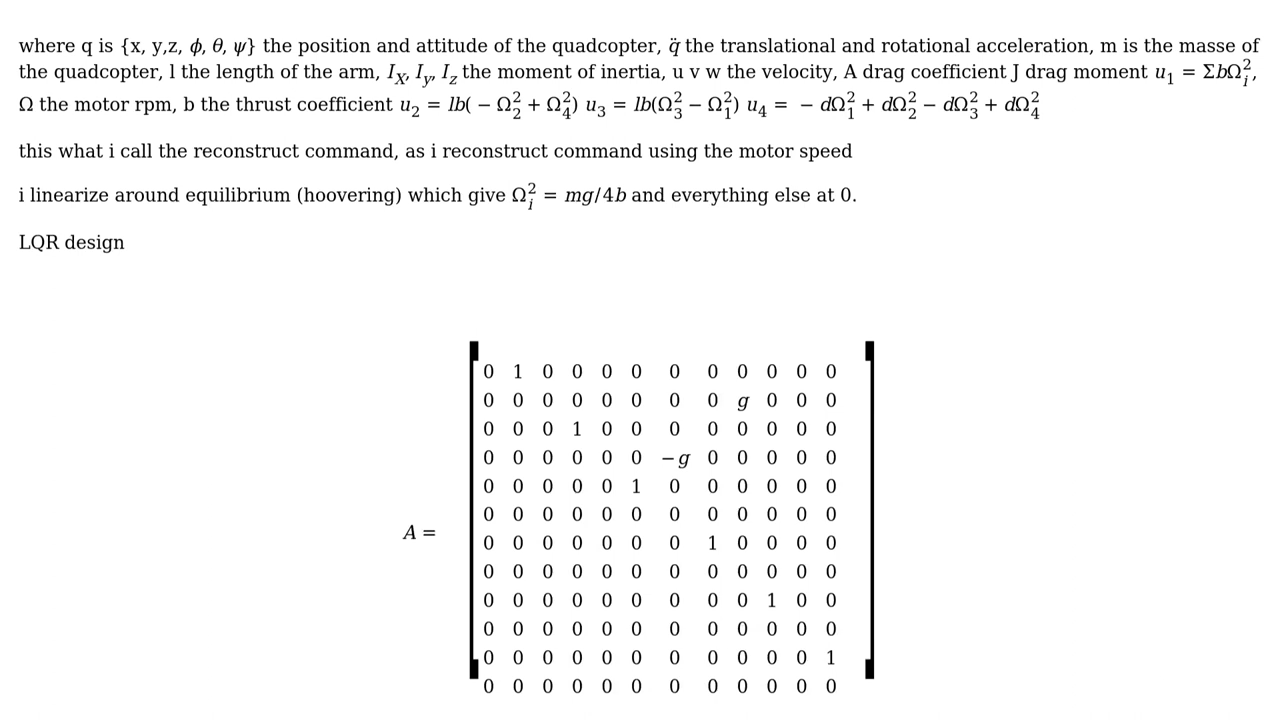 where q is {x, y,z, ϕ, θ, ψ} the position and attitude of the quadcopter, q̈ the translational and rotational acceleration, m is the masse of
the quadcopter, l the length of the arm, I_X, I_y, I_z the moment of inertia, u v w the velocity, A drag coefficient J drag moment u_1 = ΣbΩ_i^2,
Ω the motor rpm, b the thrust coefficient u_2 = lb( − Ω_2^2 + Ω_4^2) u_3 = lb(Ω_3^2 − Ω_1^2) u_4 = − dΩ_1^2 + dΩ_2^2 − dΩ_3^2 + dΩ_4^2
this what i call the reconstruct command, as i reconstruct command using the motor speed
i linearize around equilibrium (hoovering) which give Ω_i^2 = mg/4b and everything else at 0.
LQR design
A =
0 1 0 0 0 0 0 0 0 0 0 0
0 0 0 0 0 0 0 0 g 0 0 0
0 0 0 1 0 0 0 0 0 0 0 0
0 0 0 0 0 0 −g 0 0 0 0 0
0 0 0 0 0 1 0 0 0 0 0 0
0 0 0 0 0 0 0 0 0 0 0 0
0 0 0 0 0 0 0 1 0 0 0 0
0 0 0 0 0 0 0 0 0 0 0 0
0 0 0 0 0 0 0 0 0 1 0 0
0 0 0 0 0 0 0 0 0 0 0 0
0 0 0 0 0 0 0 0 0 0 0 1
0 0 0 0 0 0 0 0 0 0 0 0